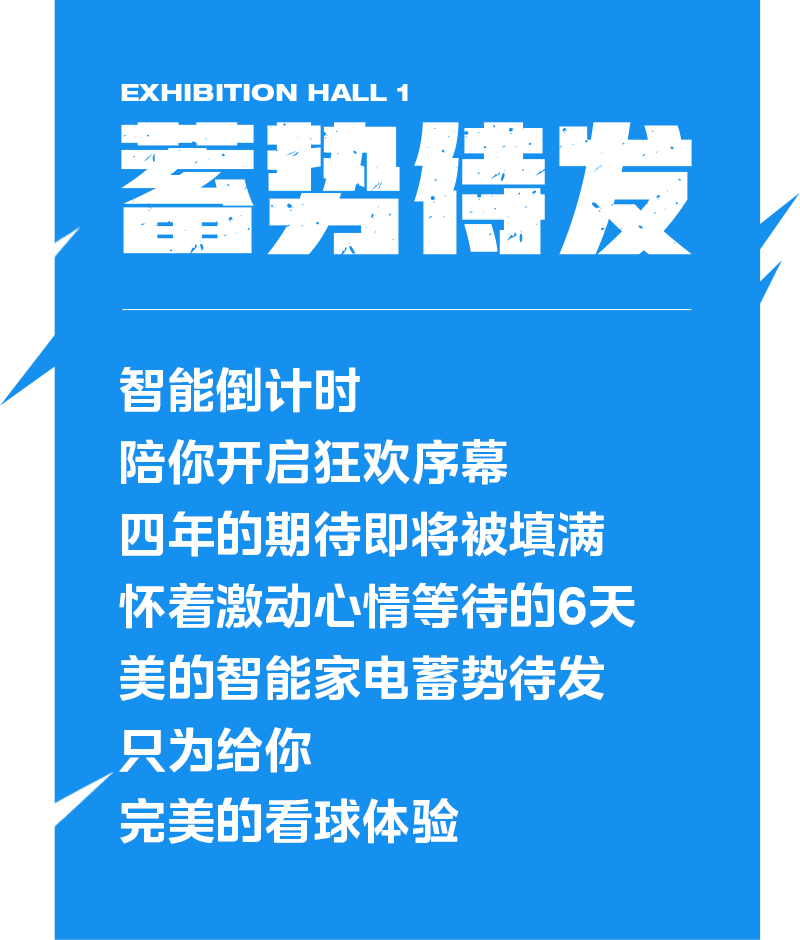 EXHIBITION HALL 1
蓄势待发
智能倒计时
陪你开启狂欢序幕
四年的期待即将被填满
怀着激动心情等待的6天
美的智能家电蓄势待发
只为给你
完美的看球体验